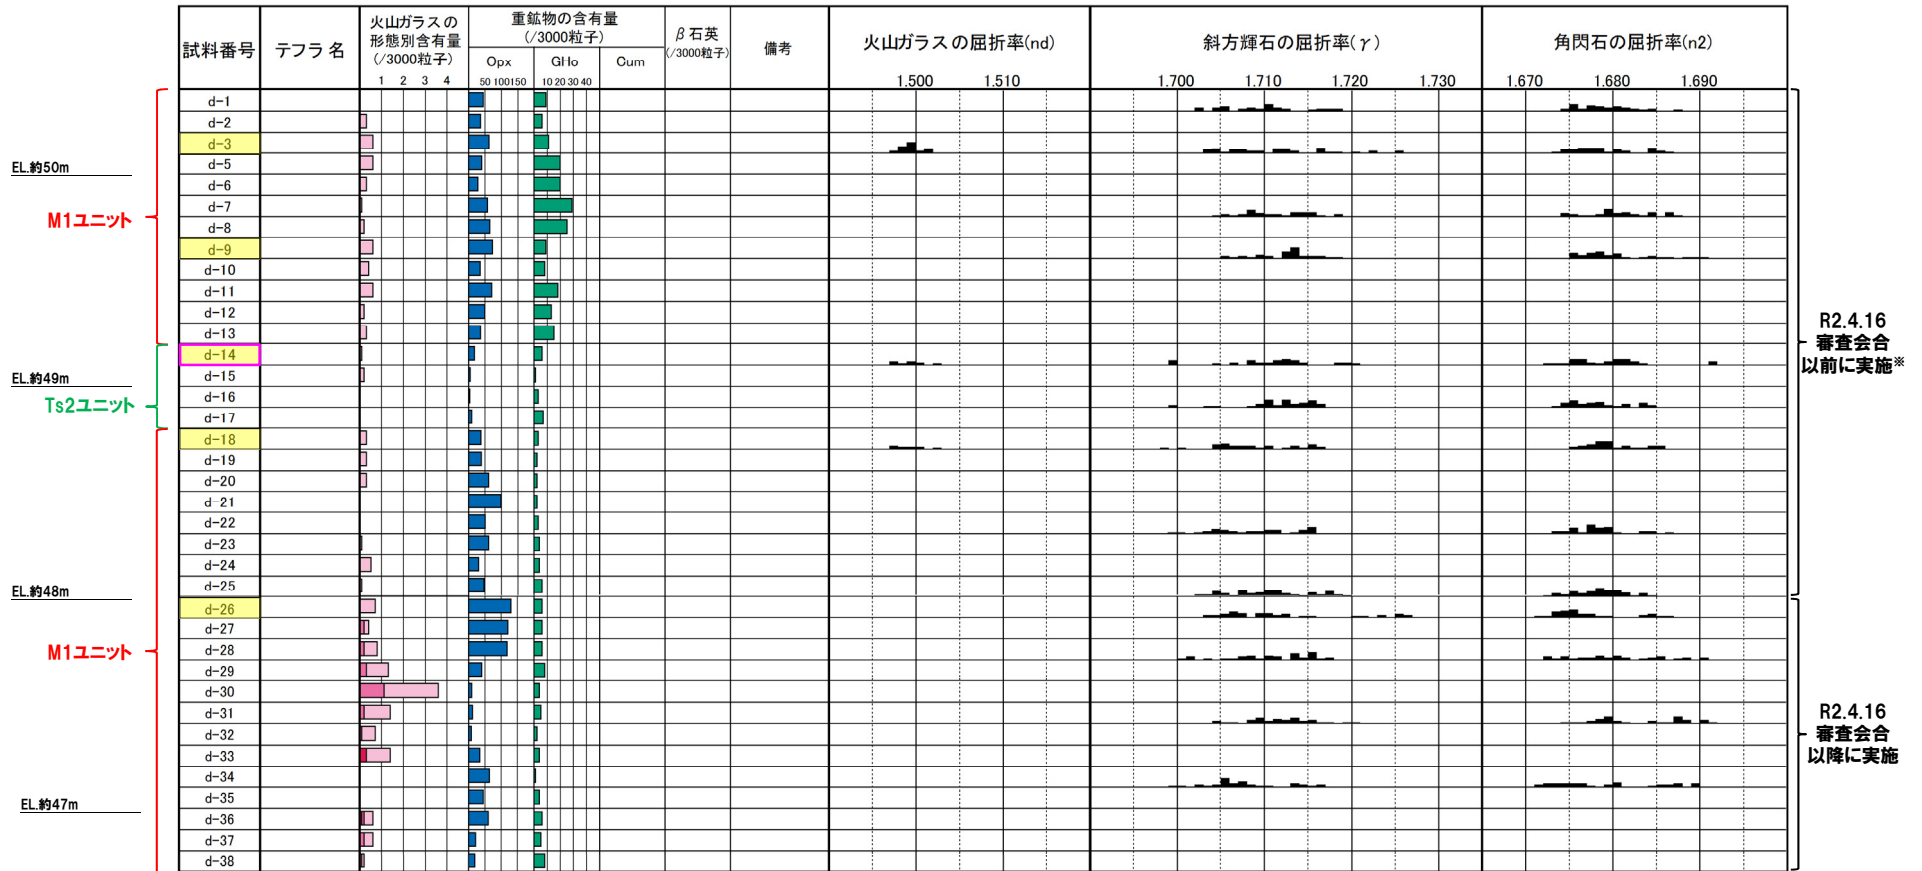 試料番号
テフラ名
火山ガラスの
形態別含有量
(/3000粒子)
1 2 3 4
重鉱物の含有量
(/3000粒子)
Opx
GHo
Cum
50 100 150
10 20 30 40
β石英
(/3000粒子)
備考
火山ガラスの屈折率(nd)
1.500 1.510
斜方輝石の屈折率(γ)
1.700 1.710 1.720 1.730
角閃石の屈折率(n2)
1.670 1.680 1.690
d-1
d-2
d-3
d-5
d-6
d-7
d-8
d-9
d-10
d-11
d-12
d-13
d-14
d-15
d-16
d-17
d-18
d-19
d-20
d-21
d-22
d-23
d-24
d-25
d-26
d-27
d-28
d-29
d-30
d-31
d-32
d-33
d-34
d-35
d-36
d-37
d-38
EL.約50m
M1ユニット
EL.約49m
Ts2ユニット
EL.約48m
M1ユニット
EL.約47m
R2.4.16
審査会合
以前に実施※
R2.4.16
審査会合
以降に実施